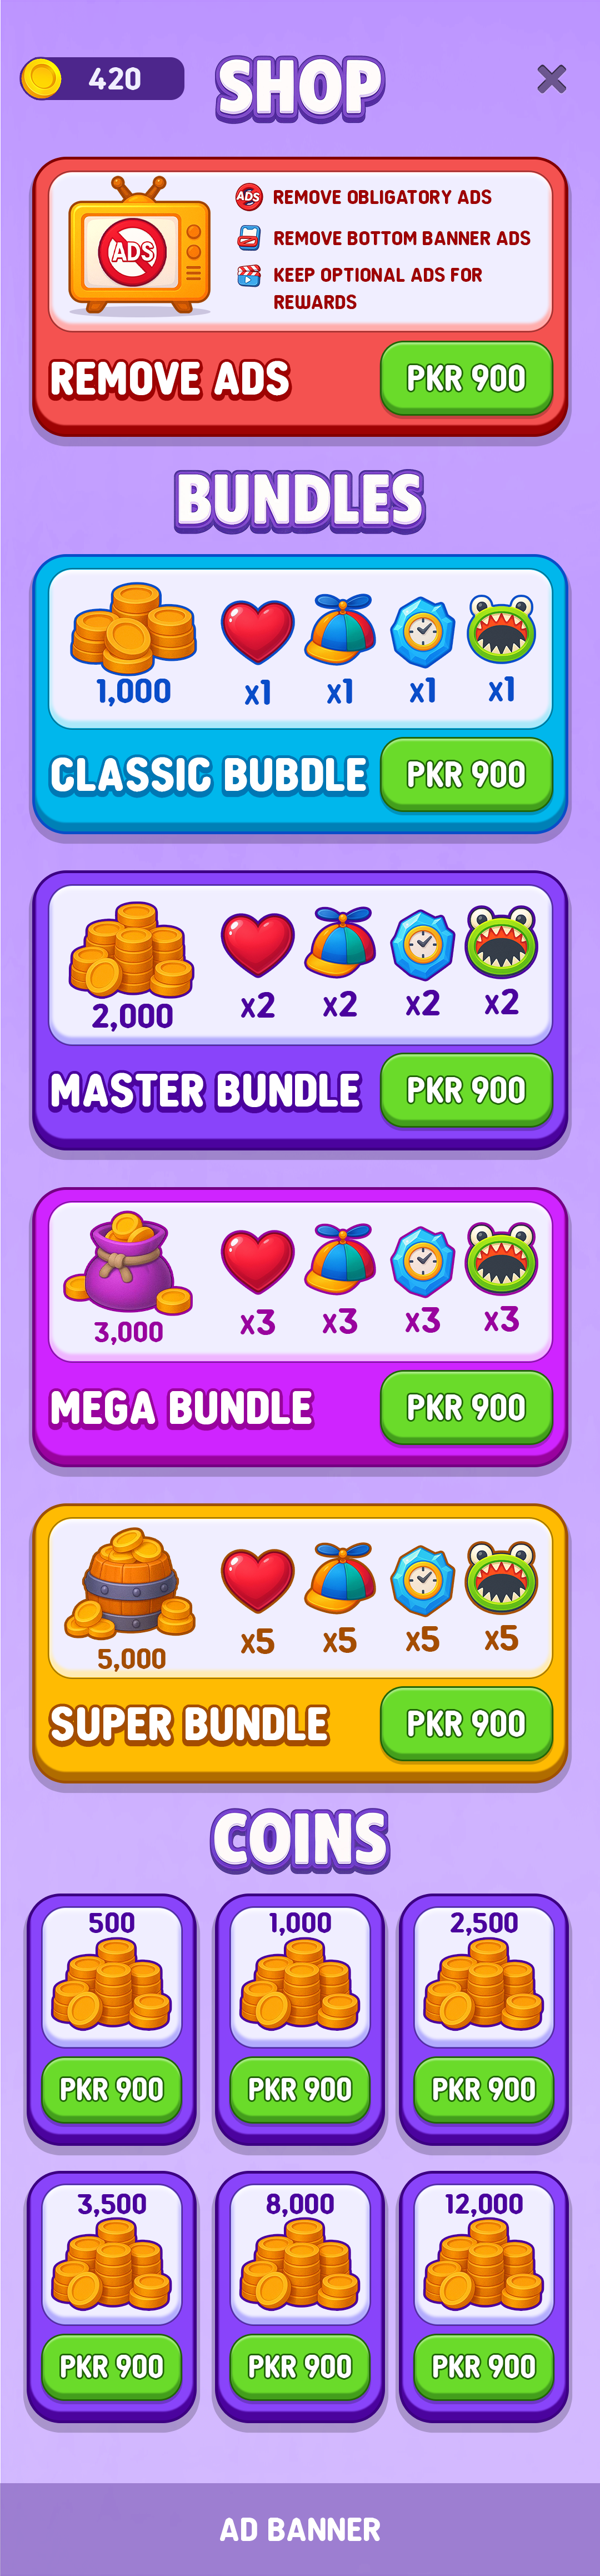 420
SHOP
ADS
ADS
REMOVE OBLIGATORY ADS
REMOVE BOTTOM BANNER ADS
KEEP OPTIONAL ADS FOR
REWARDS
REMOVE ADS
PKR 900
BUNDLES
1,000
x1
x1
x1
x1
CLASSIC BUBDLE
PKR 900
2,000
x2
x2
x2
x2
MASTER BUNDLE
PKR 900
3,000
x3
x3
x3
x3
MEGA BUNDLE
PKR 900
5,000
x5
x5
x5
x5
SUPER BUNDLE
PKR 900
COINS
500
1,000
2,500
PKR 900
PKR 900
PKR 900
3,500
8,000
12,000
PKR 900
PKR 900
PKR 900
AD BANNER